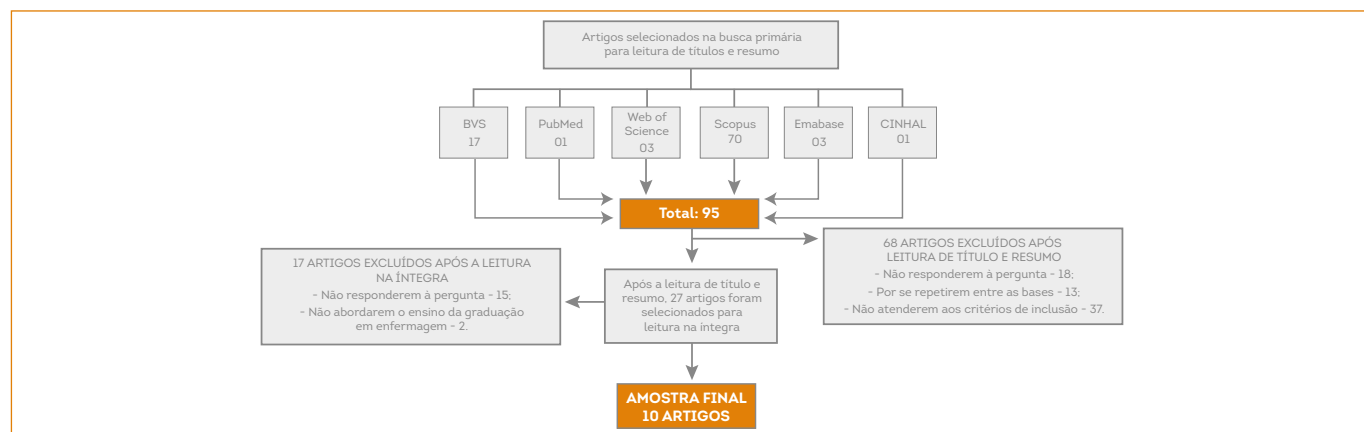 Artigos selecionados na busca primária
para leitura de títulos e resumo
BVS
17
PubMed
01
Web of
Science
03
Scopus
70
Emabase
03
CINHAL
01
Total: 95
68 ARTIGOS EXCLUÍDOS APÓS
LEITURA DE TÍTULO E RESUMO
- Não responderem à pergunta - 18;
- Por se repetirem entre as bases - 13;
- Não atenderem aos critérios de inclusão - 37.
17 ARTIGOS EXCLUÍDOS APÓS A LEITURA
NA ÍNTEGRA
- Não responderem à pergunta - 15;
- Não abordarem o ensino da graduação
em enfermagem - 2.
Após a leitura de título e
resumo, 27 artigos foram
selecionados para
leitura na íntegra
AMOSTRA FINAL
10 ARTIGOS